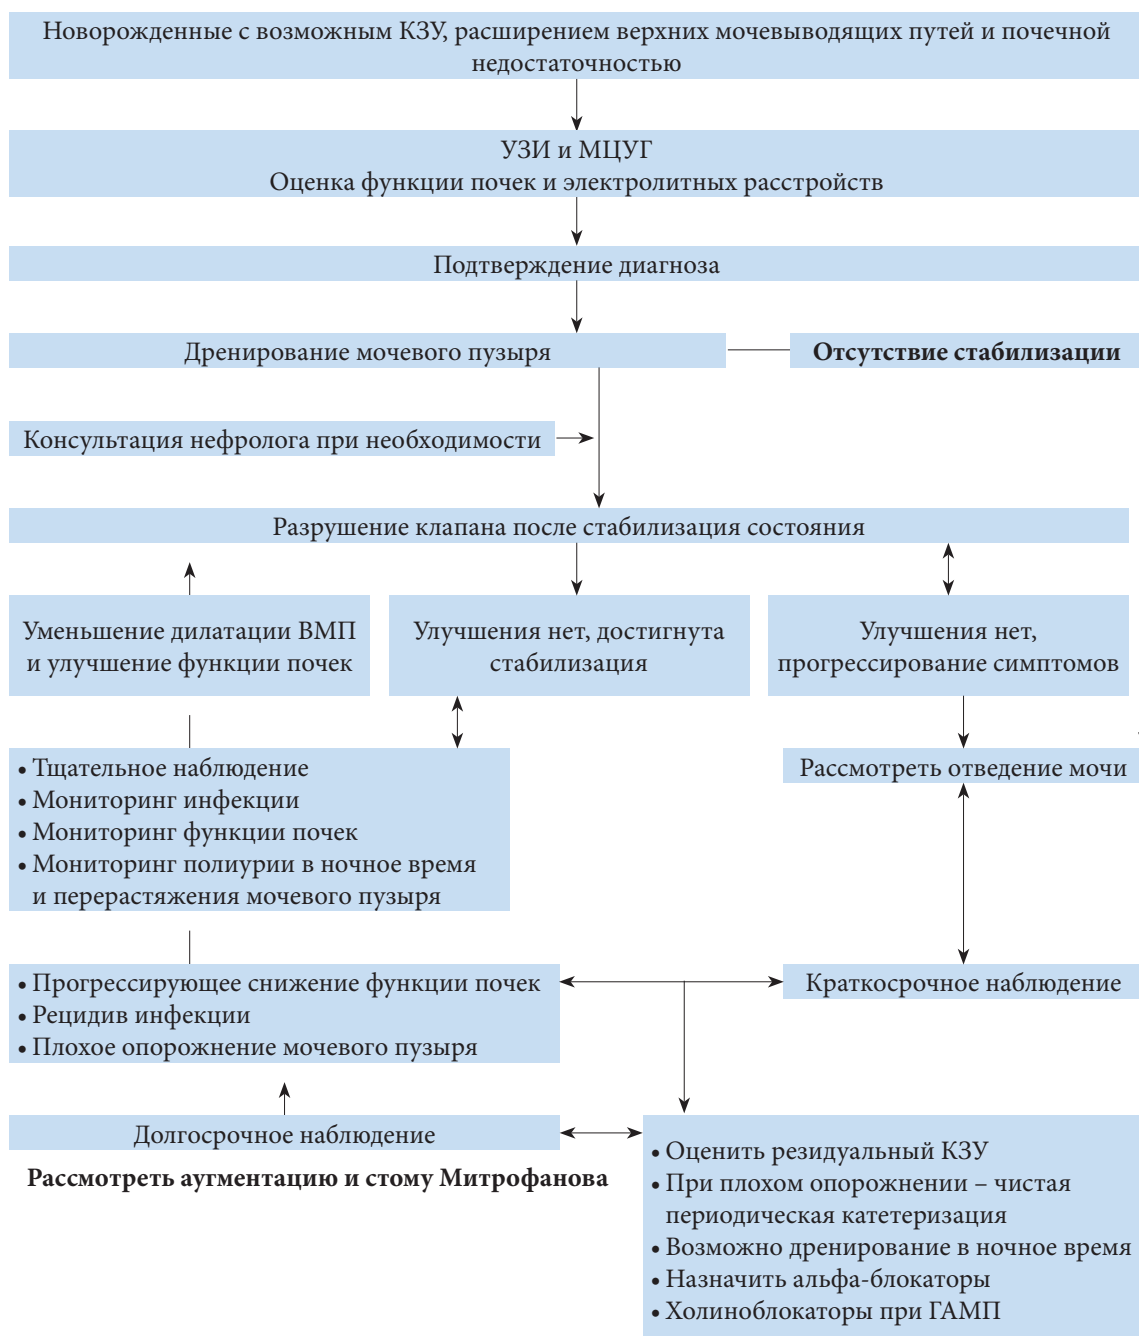 Новорожденные с возможным КЗУ, расширением верхних мочевыводящих путей и почечной
недостаточностью
УЗИ и МЦУГ
Оценка функции почек и электролитных расстройств
Подтверждение диагноза
Дренирование мочевого пузыря
Отсутствие стабилизации
Консультация нефролога при необходимости
Разрушение клапана после стабилизация состояния
Уменьшение дилатации ВМП
и улучшение функции почек
Улучшения нет, достигнута
стабилизация
Улучшения нет,
прогрессирование симптомов
• Тщательное наблюдение
• Мониторинг инфекции
• Мониторинг функции почек
• Мониторинг полиурии в ночное время
и перерастяжения мочевого пузыря
Рассмотреть отведение мочи
• Прогрессирующее снижение функции почек
• Рецидив инфекции
• Плохое опорожнение мочевого пузыря
Краткосрочное наблюдение
Долгосрочное наблюдение
Рассмотреть аугментацию и стому Митрофанова
• Оценить резидуальный КЗУ
• При плохом опорожнении – чистая
периодическая катетеризация
• Возможно дренирование в ночное время
• Назначить альфа-блокаторы
• Холиноблокаторы при ГАМП